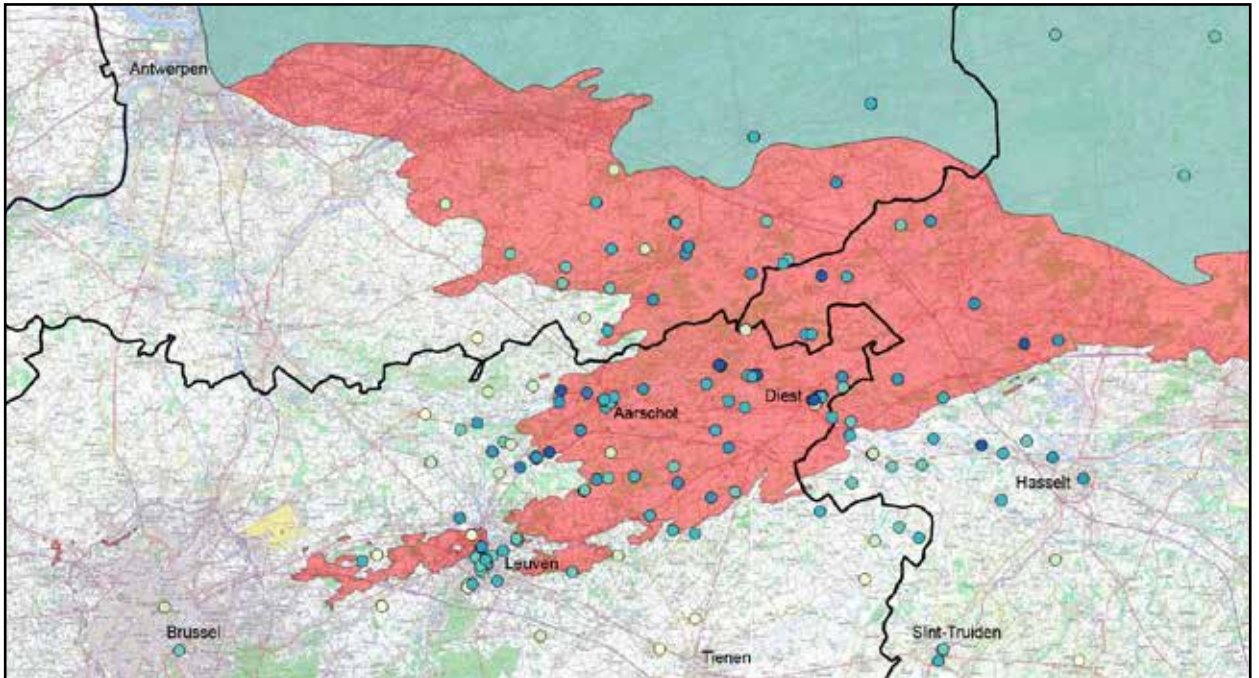 Antwerpen
Diest
Aarschot
Hasselt
Leuven
Brussel
Sint-Truiden
Tienen